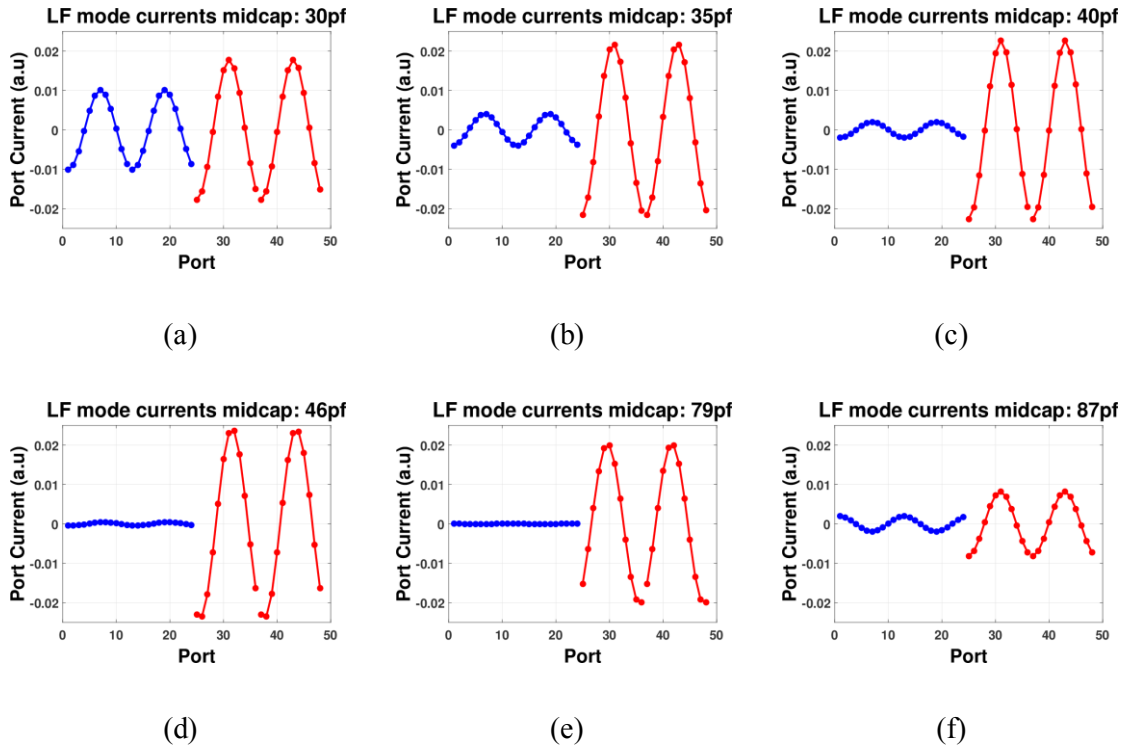 LF mode currents midcap: 30pf
LF mode currents midcap: 35pf
LF mode currents midcap: 40pf
Port Current (a.u)
0.02
0.01
0
-0.01
-0.02
0 10 20 30 40 50
Port
Port Current (a.u)
0.02
0.01
0
-0.01
-0.02
0 10 20 30 40 50
Port
Port Current (a.u)
0.02
0.01
0
-0.01
-0.02
0 10 20 30 40 50
Port
(a)
(b)
(c)
LF mode currents midcap: 46pf
LF mode currents midcap: 79pf
LF mode currents midcap: 87pf
Port Current (a.u)
0.02
0.01
0
-0.01
-0.02
0 10 20 30 40 50
Port
Port Current (a.u)
0.02
0.01
0
-0.01
-0.02
0 10 20 30 40 50
Port
Port Current (a.u)
0.02
0.01
0
-0.01
-0.02
0 10 20 30 40 50
Port
(d)
(e)
(f)